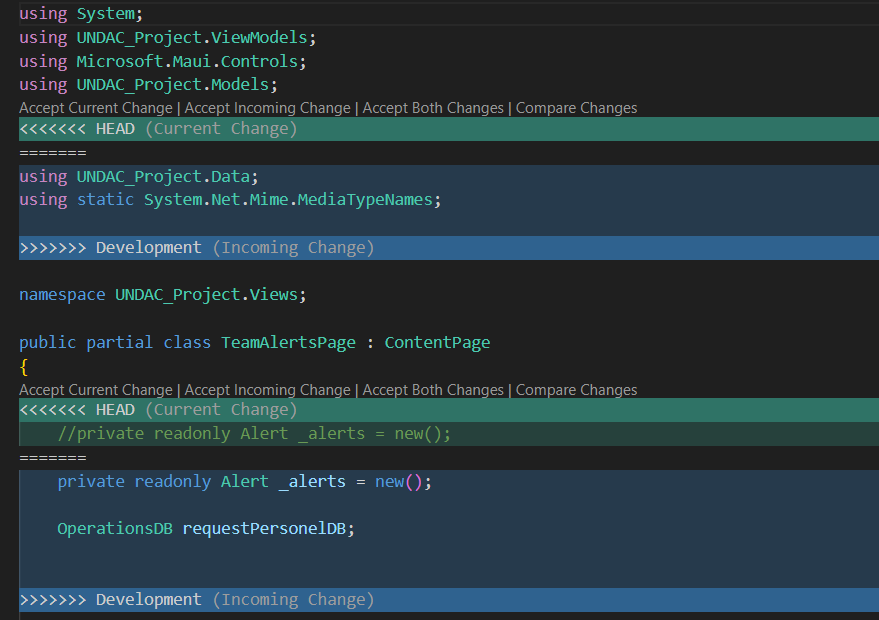 using System;
using UNDAC_Project.ViewModels;
using Microsoft.Maui.Controls;
using UNDAC_Project.Models;
Accept Current Change | Accept Incoming Change | Accept Both Changes | Compare Changes
<<<<<<< HEAD (Current Change)
=======
using UNDAC_Project.Data;
using static System.Net.Mime.MediaTypeNames;
>>>>>>> Development (Incoming Change)
namespace UNDAC_Project.Views;
public partial class TeamAlertsPage : ContentPage
{
Accept Current Change | Accept Incoming Change | Accept Both Changes | Compare Changes
<<<<<<< HEAD (Current Change)
//private readonly Alert _alerts = new();
=======
private readonly Alert _alerts = new();
OperationsDB requestPersonelDB;
>>>>>>> Development (Incoming Change)